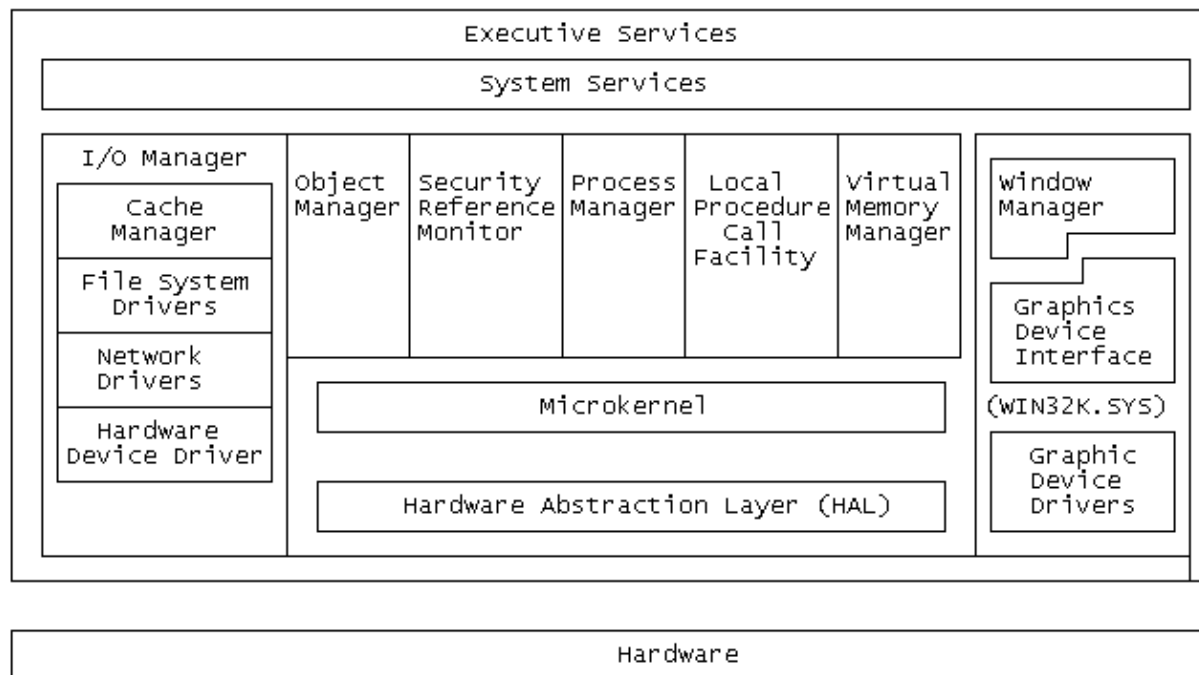 Executive Services
System Services
I/O Manager
Cache
Manager
File System
Drivers
Network
Drivers
Hardware
Device Driver
Object
Manager
Security
Reference
Monitor
Process
Manager
Local
Procedure
Call
Facility
Virtual
Memory
Manager
Window
Manager
Graphics
Device
Interface
(WIN32K.SYS)
Graphic
Device
Drivers
Microkernel
Hardware Abstraction Layer (HAL)
Hardware